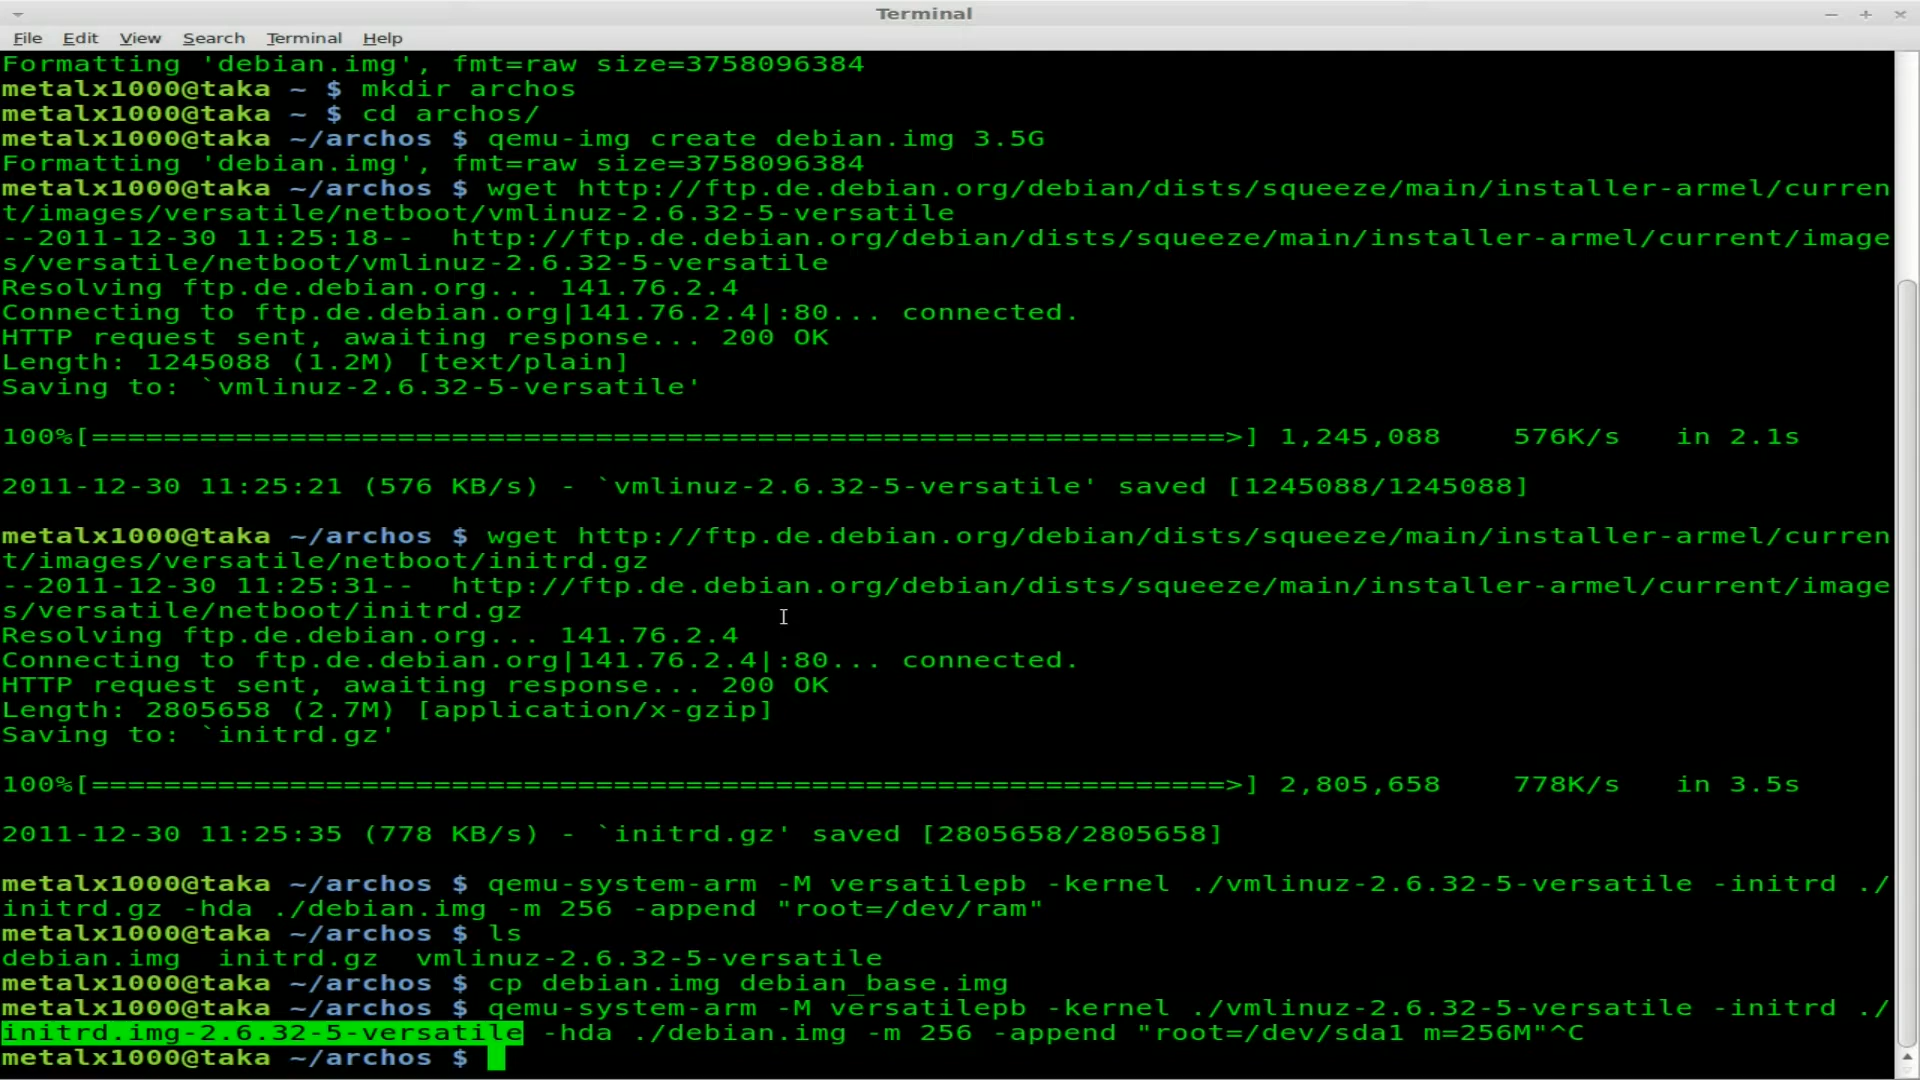 Terminal
File Edit View Search Terminal Help
Formatting 'debian.img', fmt=raw size=3758096384
metalx1000@taka ~ $ mkdir archos
metalx1000@taka ~ $ cd archos/
metalx1000@taka ~/archos $ qemu-img create debian.img 3.5G
Formatting 'debian.img', fmt=raw size=3758096384
metalx1000@taka ~/archos $ wget http://ftp.de.debian.org/debian/dists/squeeze/main/installer-armel/curren
t/images/versatile/netboot/vmlinuz-2.6.32-5-versatile
--2011-12-30 11:25:18--  http://ftp.de.debian.org/debian/dists/squeeze/main/installer-armel/current/image
s/versatile/netboot/vmlinuz-2.6.32-5-versatile
Resolving ftp.de.debian.org... 141.76.2.4
Connecting to ftp.de.debian.org|141.76.2.4|:80... connected.
HTTP request sent, awaiting response... 200 OK
Length: 1245088 (1.2M) [text/plain]
Saving to: `vmlinuz-2.6.32-5-versatile'
100%[===============================================================>] 1,245,088    576K/s   in 2.1s
2011-12-30 11:25:21 (576 KB/s) - `vmlinuz-2.6.32-5-versatile' saved [1245088/1245088]
metalx1000@taka ~/archos $ wget http://ftp.de.debian.org/debian/dists/squeeze/main/installer-armel/curren
t/images/versatile/netboot/initrd.gz
--2011-12-30 11:25:31--  http://ftp.de.debian.org/debian/dists/squeeze/main/installer-armel/current/image
s/versatile/netboot/initrd.gz
Resolving ftp.de.debian.org... 141.76.2.4
Connecting to ftp.de.debian.org|141.76.2.4|:80... connected.
HTTP request sent, awaiting response... 200 OK
Length: 2805658 (2.7M) [application/x-gzip]
Saving to: `initrd.gz'
100%[===============================================================>] 2,805,658    778K/s   in 3.5s
2011-12-30 11:25:35 (778 KB/s) - `initrd.gz' saved [2805658/2805658]
metalx1000@taka ~/archos $ qemu-system-arm -M versatilepb -kernel ./vmlinuz-2.6.32-5-versatile -initrd ./
initrd.gz -hda ./debian.img -m 256 -append "root=/dev/ram"
metalx1000@taka ~/archos $ ls
debian.img  initrd.gz  vmlinuz-2.6.32-5-versatile
metalx1000@taka ~/archos $ cp debian.img debian_base.img
metalx1000@taka ~/archos $ qemu-system-arm -M versatilepb -kernel ./vmlinuz-2.6.32-5-versatile -initrd ./
initrd.img-2.6.32-5-versatile -hda ./debian.img -m 256 -append "root=/dev/sda1 m=256M"^C
metalx1000@taka ~/archos $